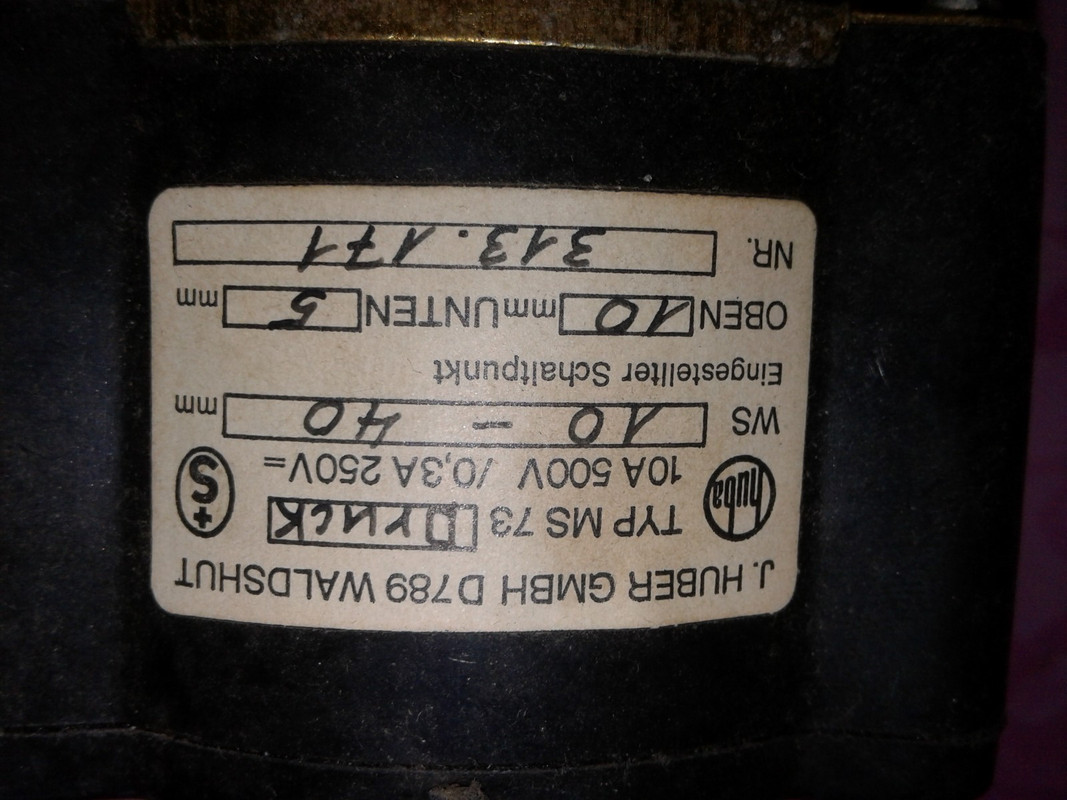 J. HUBER GMBH D789 WALDSHUT
huba TYP MS 73 Druck +S
10A 500V /0,3A 250V=
WS 10 - 40 mm
Eingestellter Schaltpunkt
OBEN 10 mm UNTEN 5 mm
NR. 313.171